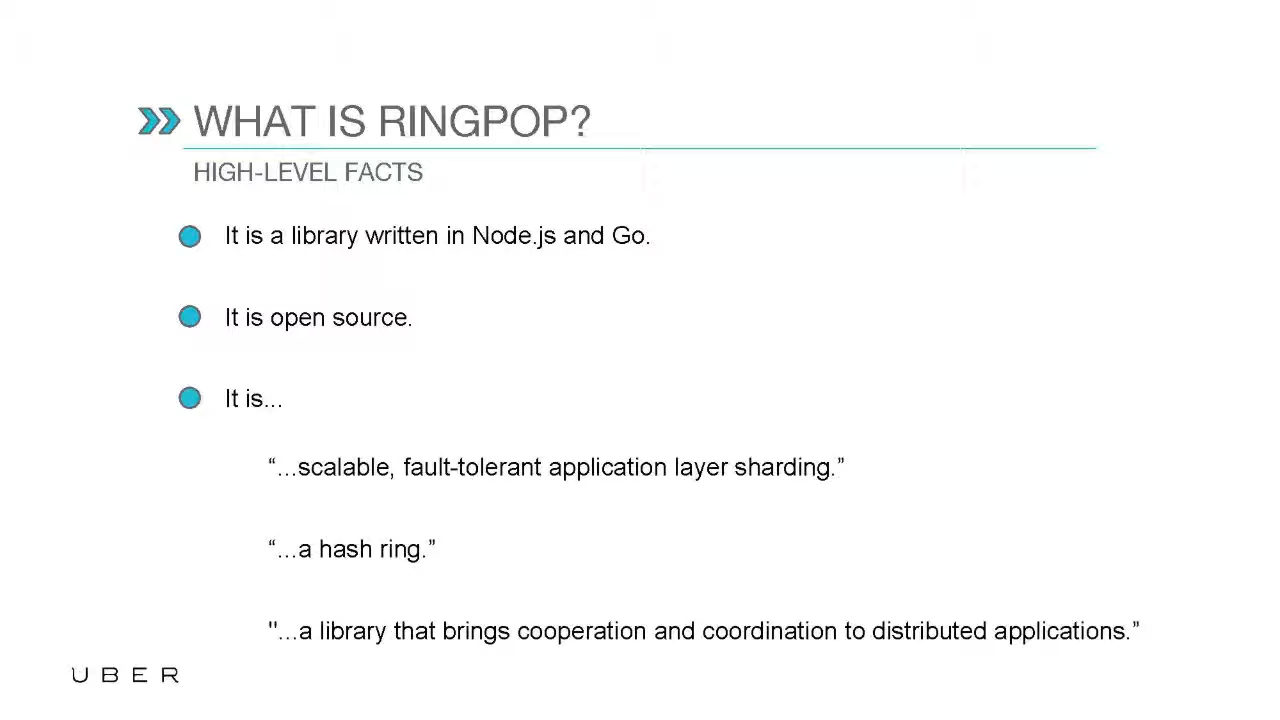 WHAT IS RINGPOP?
HIGH-LEVEL FACTS
It is a library written in Node.js and Go.
It is open source.
It is...
“...scalable, fault-tolerant application layer sharding.”
“...a hash ring.”
"...a library that brings cooperation and coordination to distributed applications.”
UBER